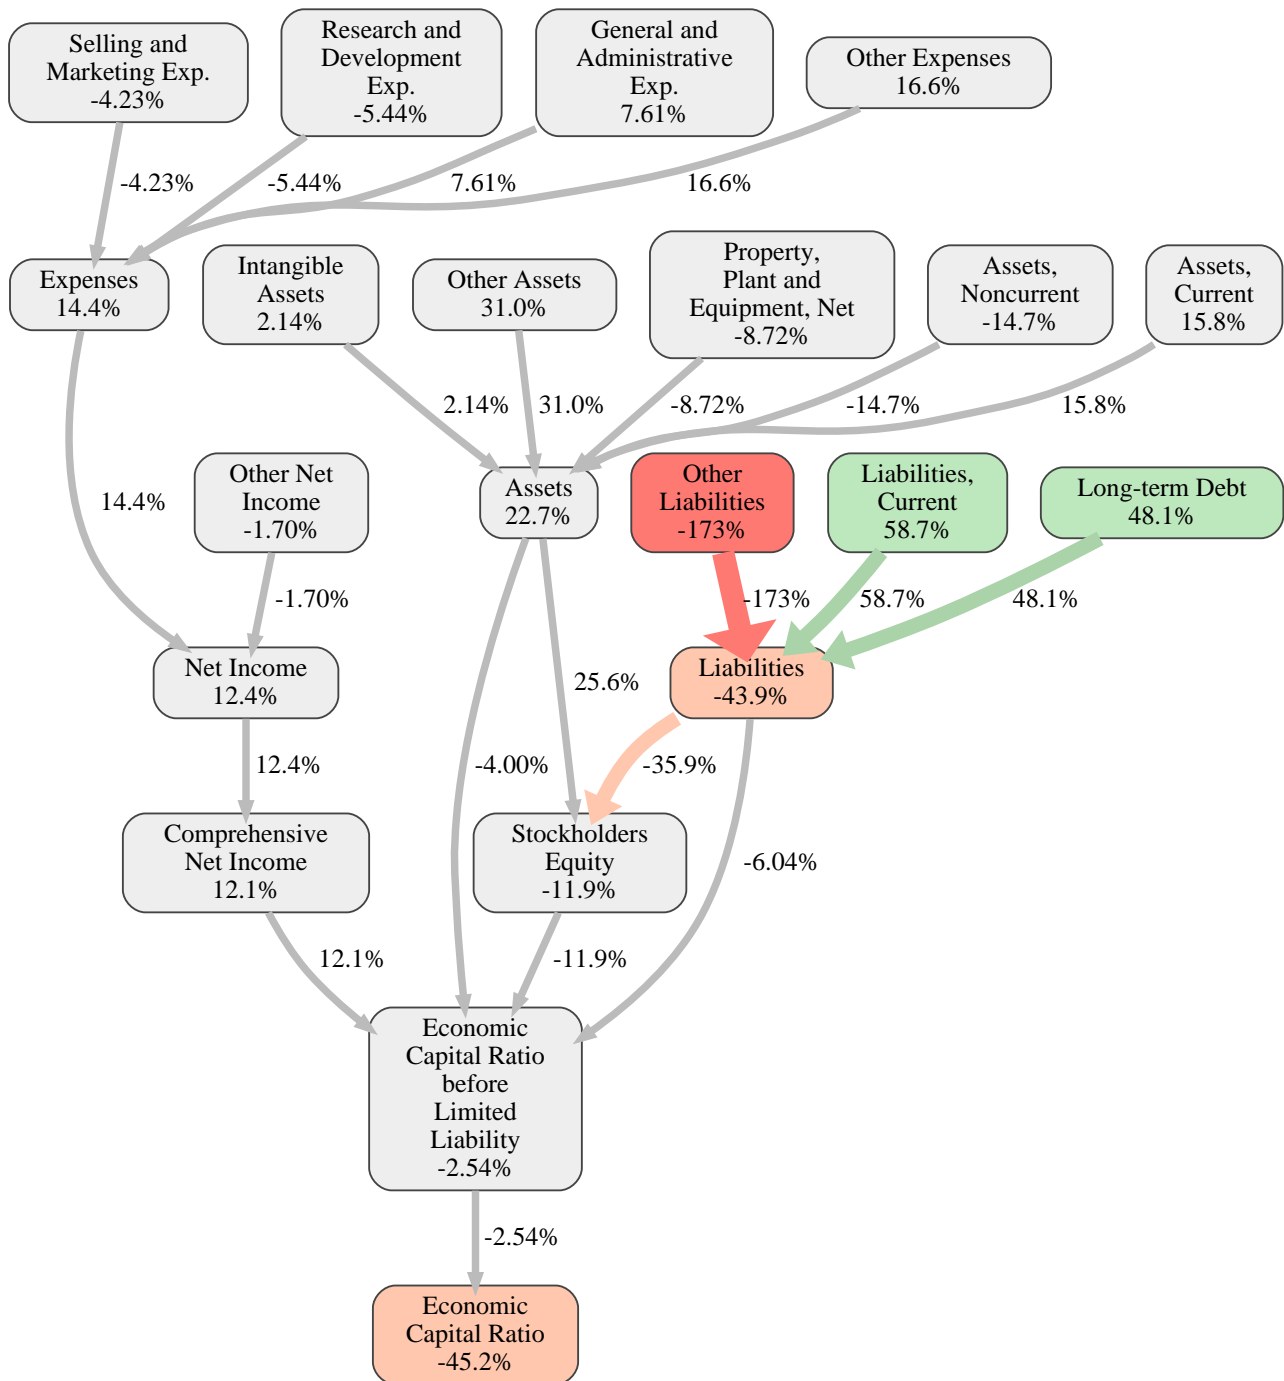 Selling and
Marketing Exp.
-4.23%
Research and
Development
Exp.
-5.44%
General and
Administrative
Exp.
7.61%
Other Expenses
16.6%
-4.23%
-5.44%
7.61%
16.6%
Expenses
14.4%
Intangible
Assets
2.14%
Other Assets
31.0%
Property,
Plant and
Equipment, Net
-8.72%
Assets,
Noncurrent
-14.7%
Assets,
Current
15.8%
2.14%
31.0%
-8.72%
-14.7%
15.8%
14.4%
Other Net
Income
-1.70%
Assets
22.7%
Other
Liabilities
-173%
Liabilities,
Current
58.7%
Long-term Debt
48.1%
-1.70%
-173%
58.7%
48.1%
Net Income
12.4%
25.6%
Liabilities
-43.9%
12.4%
-4.00%
-35.9%
Comprehensive
Net Income
12.1%
Stockholders
Equity
-11.9%
-6.04%
12.1%
-11.9%
Economic
Capital Ratio
before
Limited
Liability
-2.54%
-2.54%
Economic
Capital Ratio
-45.2%